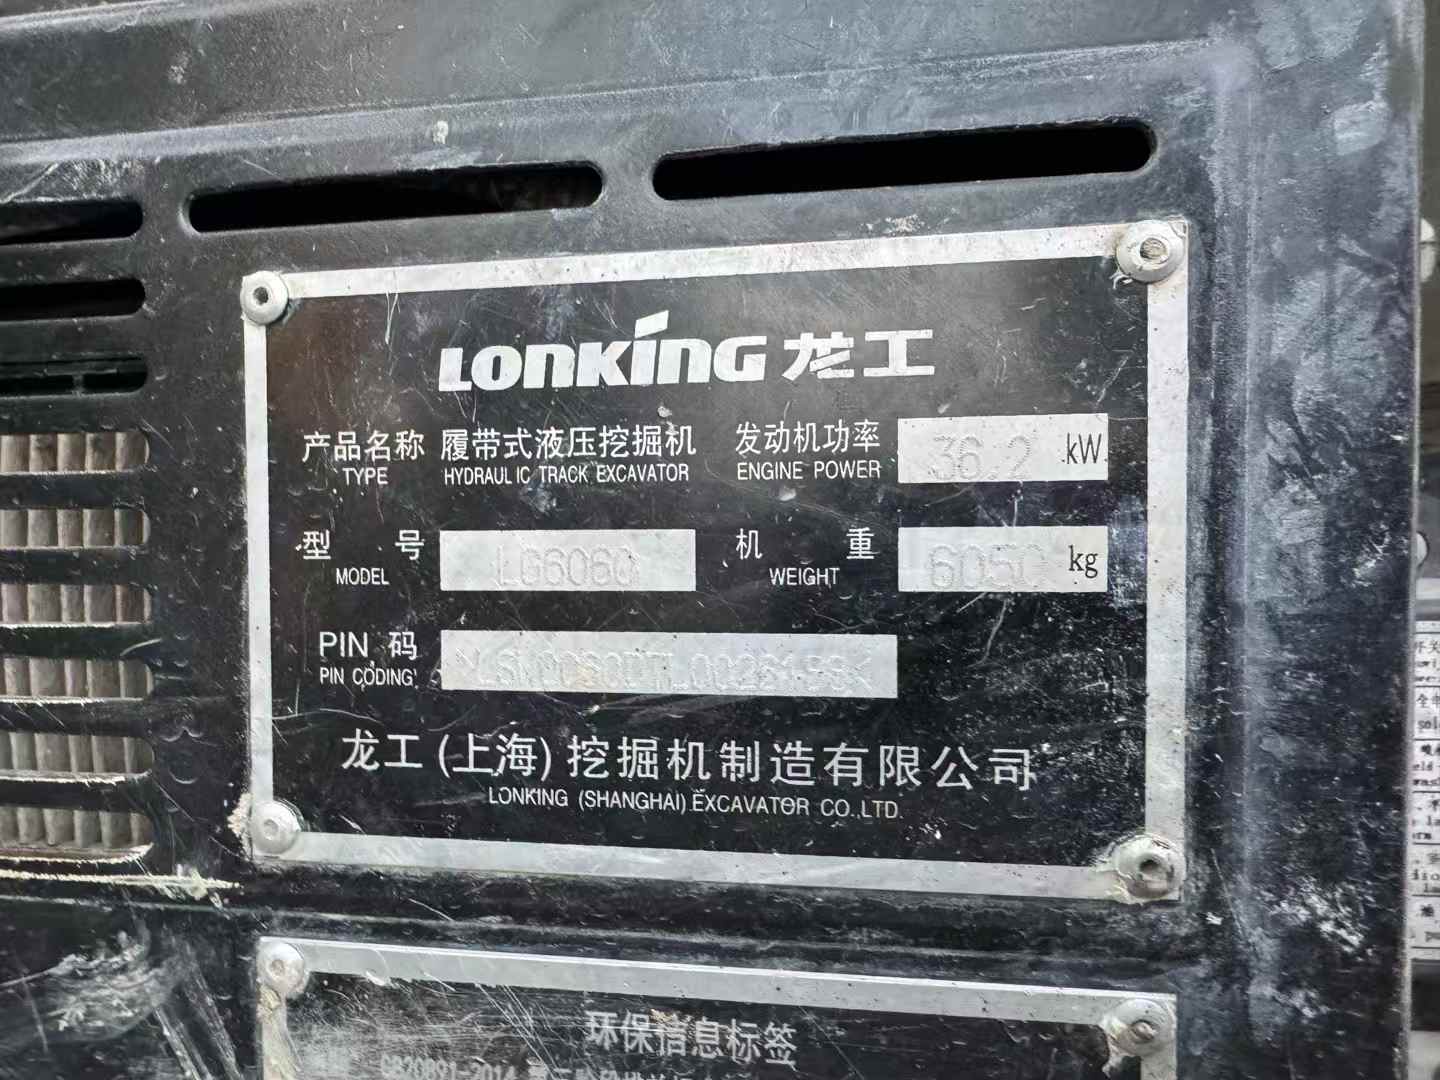 LONKING 龙工
产品名称 履带式液压挖掘机 发动机功率 36.2 kW
TYPE HYDRAULIC TRACK EXCAVATOR ENGINE POWER
型 号 LG6060 机 重 6050 kg
MODEL WEIGHT
PIN 码
PIN CODING
龙工(上海)挖掘机制造有限公司
LONKING (SHANGHAI) EXCAVATOR CO.,LTD.
环保信息标签
GB20891-2014